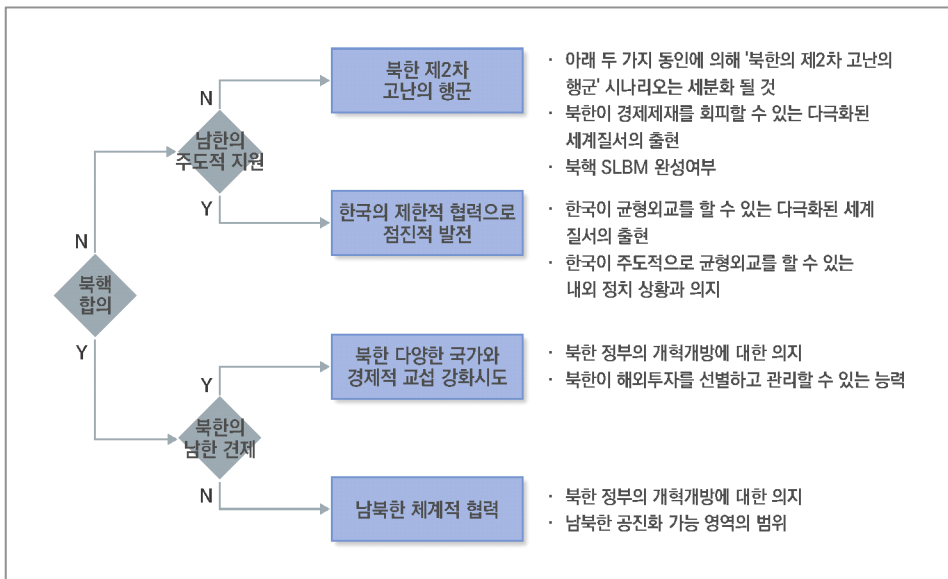 북한 제2차
고난의 행군
· 아래 두 가지 동인에 의해 '북한의 제2차 고난의
행군' 시나리오는 세분화 될 것
· 북한이 경제제재를 회피할 수 있는 다극화된
세계질서의 출현
· 북핵 SLBM 완성여부
N
남한의
주도적 지원
Y
한국의 제한적 협력으로
점진적 발전
· 한국이 균형외교를 할 수 있는 다극화된 세계
질서의 출현
· 한국이 주도적으로 균형외교를 할 수 있는
내외 정치 상황과 의지
N
북핵
합의
Y
북한 다양한 국가와
경제적 교섭 강화시도
· 북한 정부의 개혁개방에 대한 의지
· 북한이 해외투자를 선별하고 관리할 수 있는 능력
Y
북한의
남한 견제
N
남북한 체계적 협력
· 북한 정부의 개혁개방에 대한 의지
· 남북한 공진화 가능 영역의 범위